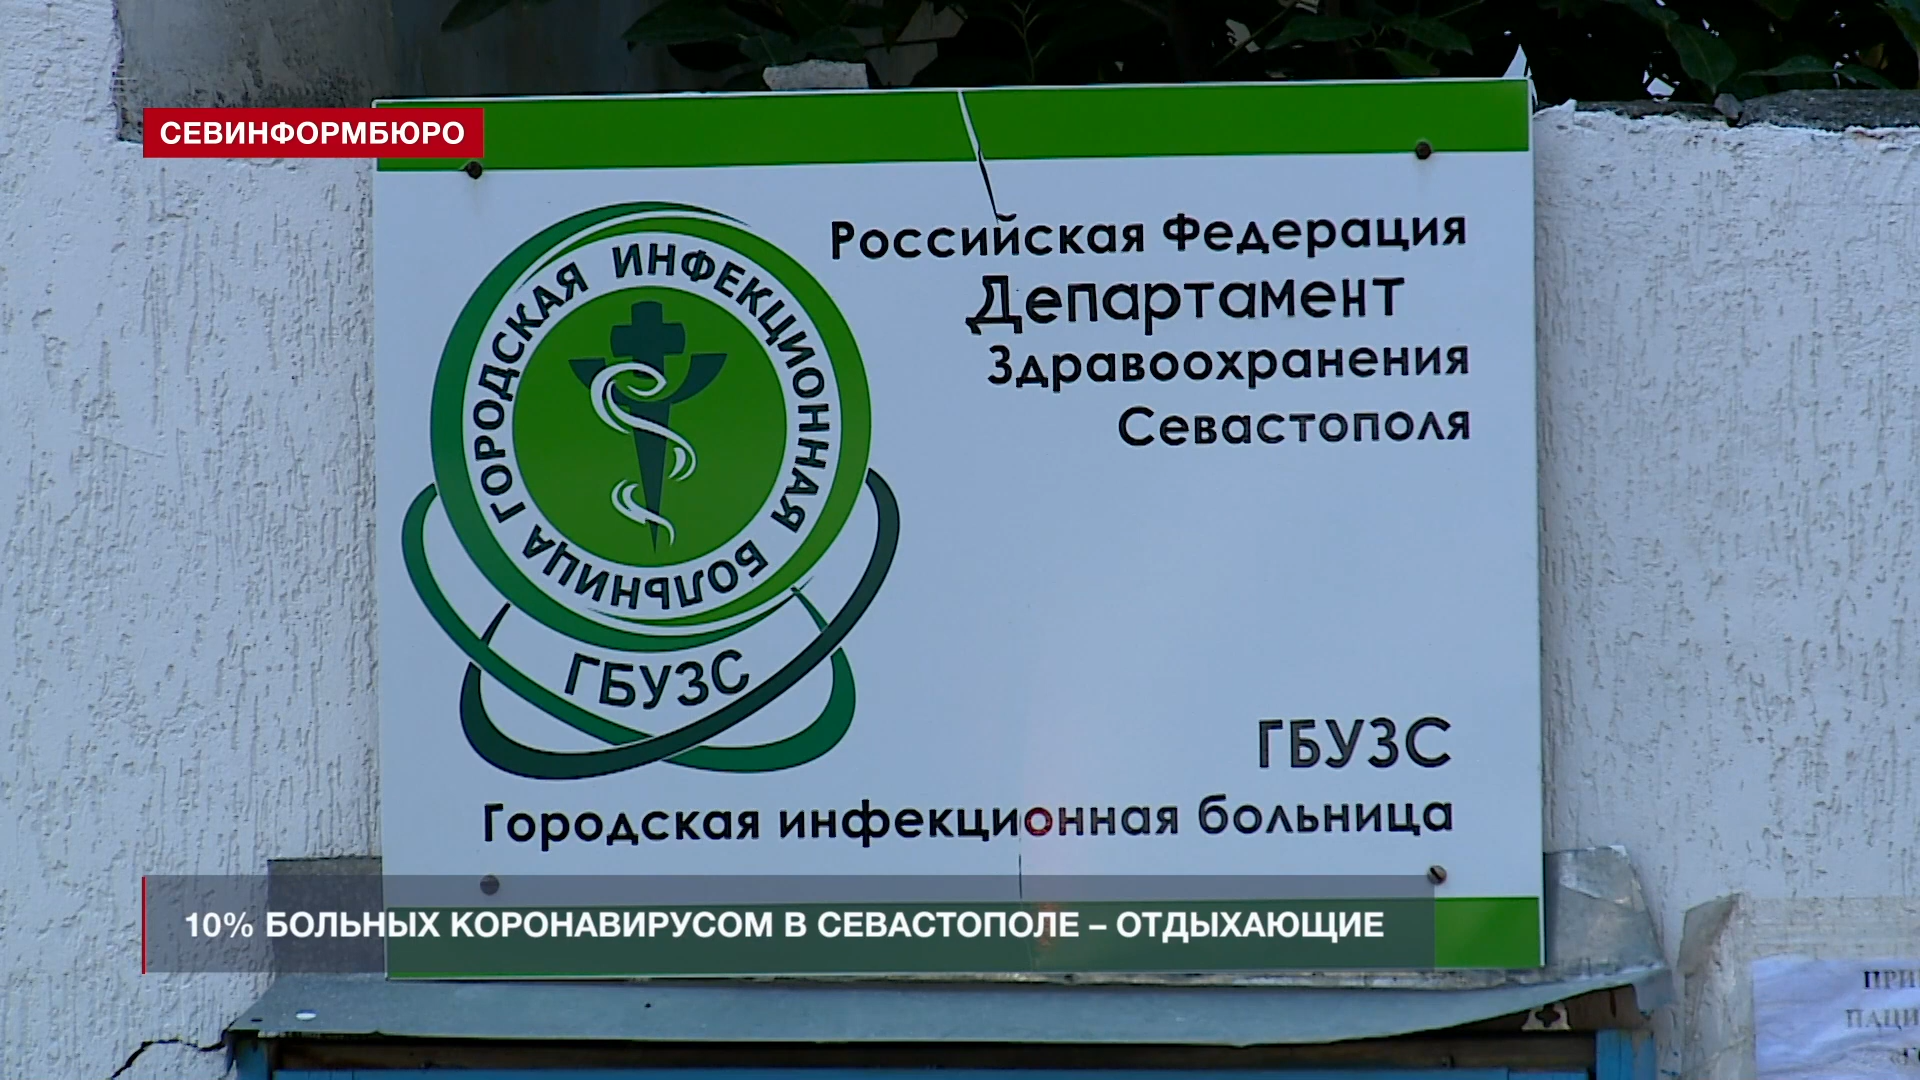 СЕВИНФОРМБЮРО
Российская Федерация
Департамент
Здравоохранения
Севастополя
ГОРОДСКАЯ ИНФЕКЦИОННАЯ БОЛЬНИЦА
ГБУЗС
ГБУЗС
Городская инфекционная больница
10% БОЛЬНЫХ КОРОНАВИРУСОМ В СЕВАСТОПОЛЕ – ОТДЫХАЮЩИЕ